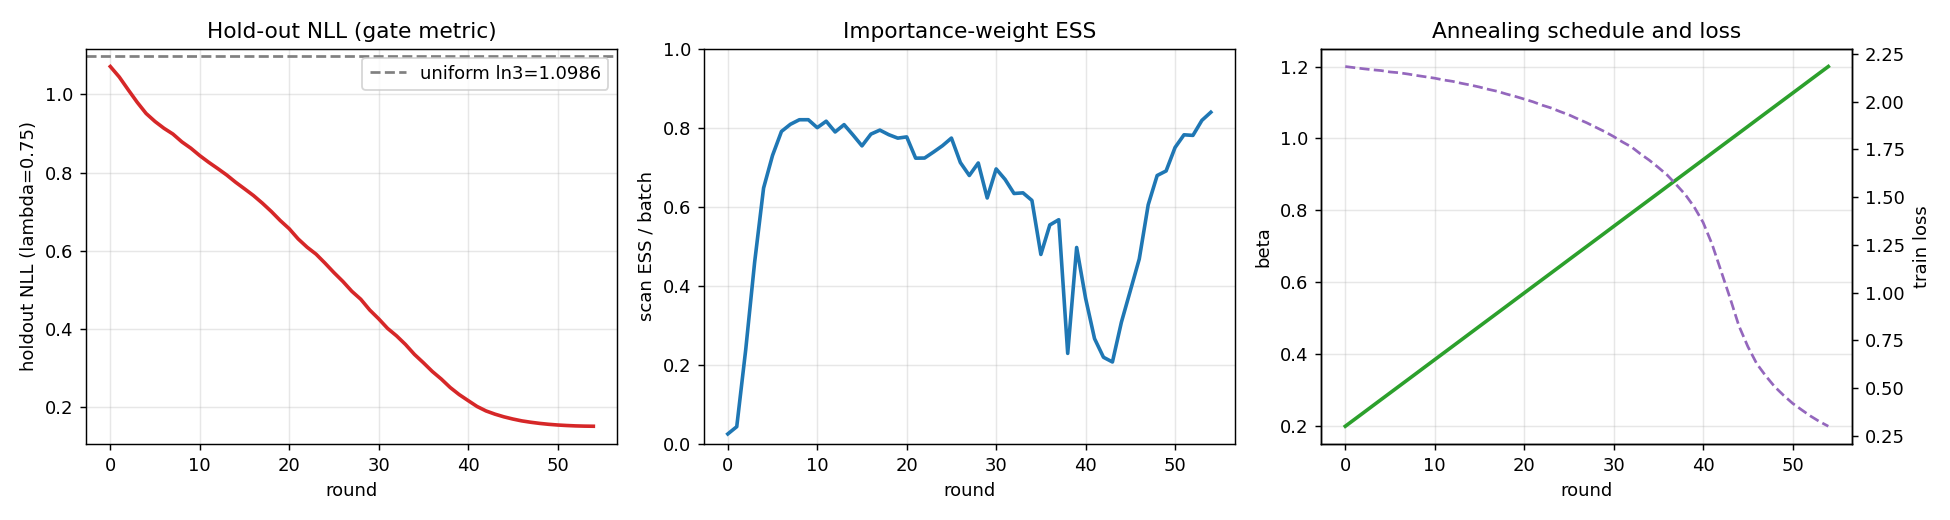 Hold-out NLL (gate metric)
holdout NLL (lambda=0.75)
1.0
0.8
0.6
0.4
0.2
uniform ln3=1.0986
0 10 20 30 40 50
round
Importance-weight ESS
scan ESS / batch
1.0
0.8
0.6
0.4
0.2
0.0
0 10 20 30 40 50
round
Annealing schedule and loss
beta
1.2
1.0
0.8
0.6
0.4
0.2
2.25
2.00
1.75
1.50
1.25
1.00
0.75
0.50
0.25
train loss
0 10 20 30 40 50
round